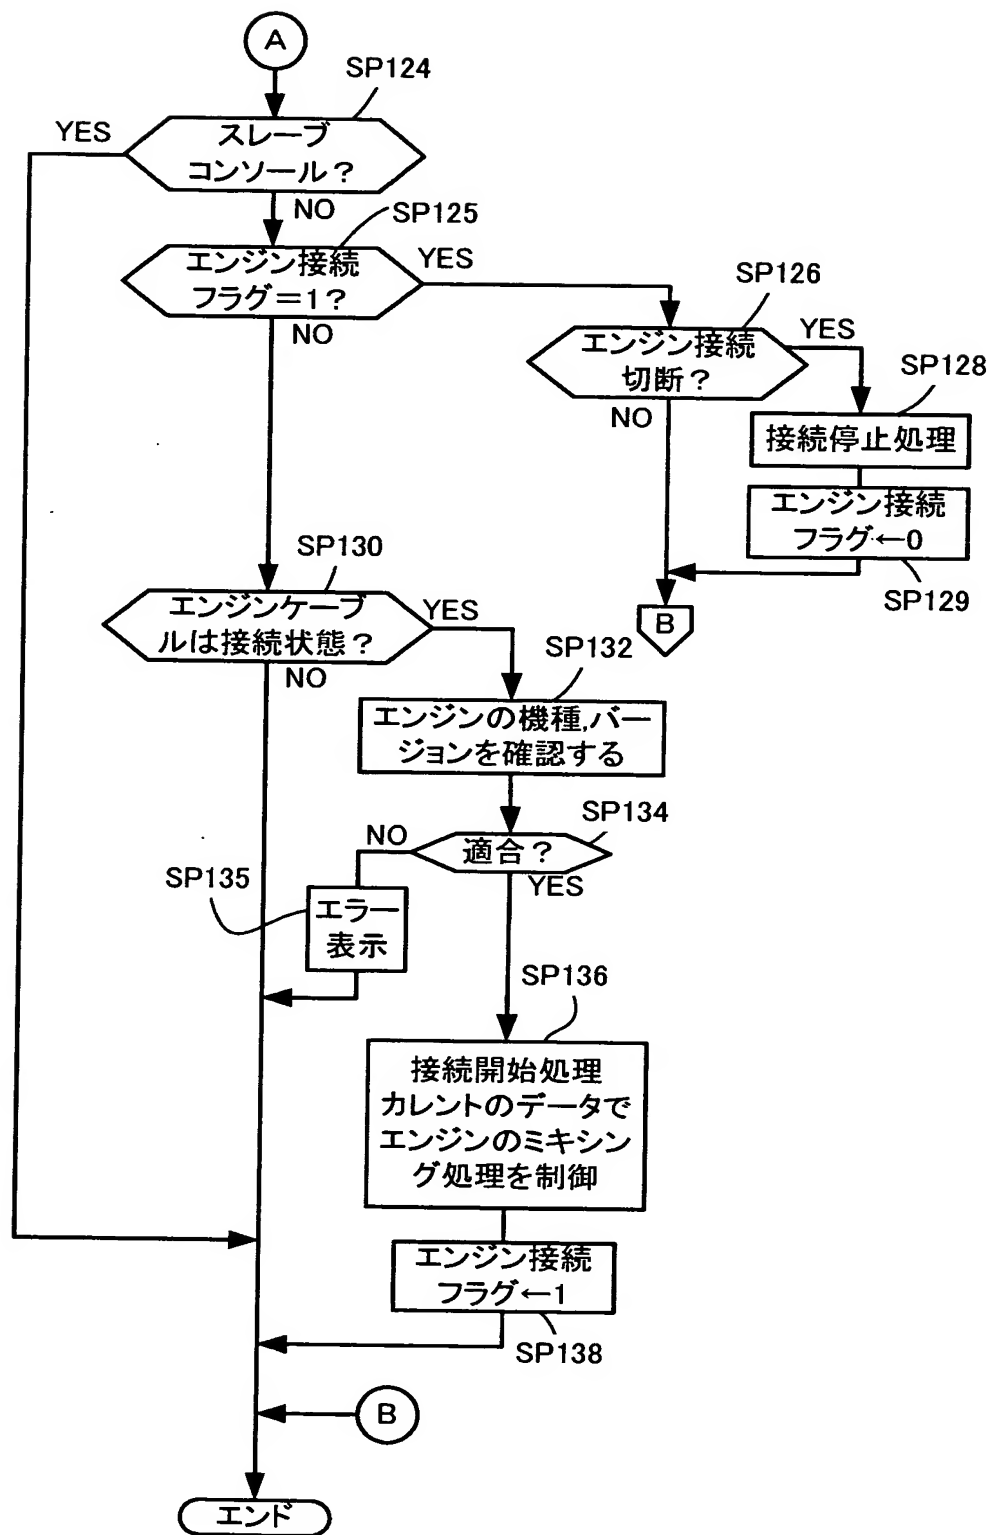 A
SP124
YES
スレーブ
コンソール？
NO
SP125
エンジン接続
フラグ＝1？
YES
NO
SP126
エンジン接続
切断？
YES
NO
SP128
接続停止処理
エンジン接続
フラグ←0
SP129
B
SP130
エンジンケーブ
ルは接続状態？
YES
NO
SP132
エンジンの機種,バー
ジョンを確認する
SP134
適合？
NO
YES
SP135
エラー
表示
SP136
接続開始処理
カレントのデータで
エンジンのミキシン
グ処理を制御
エンジン接続
フラグ←1
SP138
B
エンド